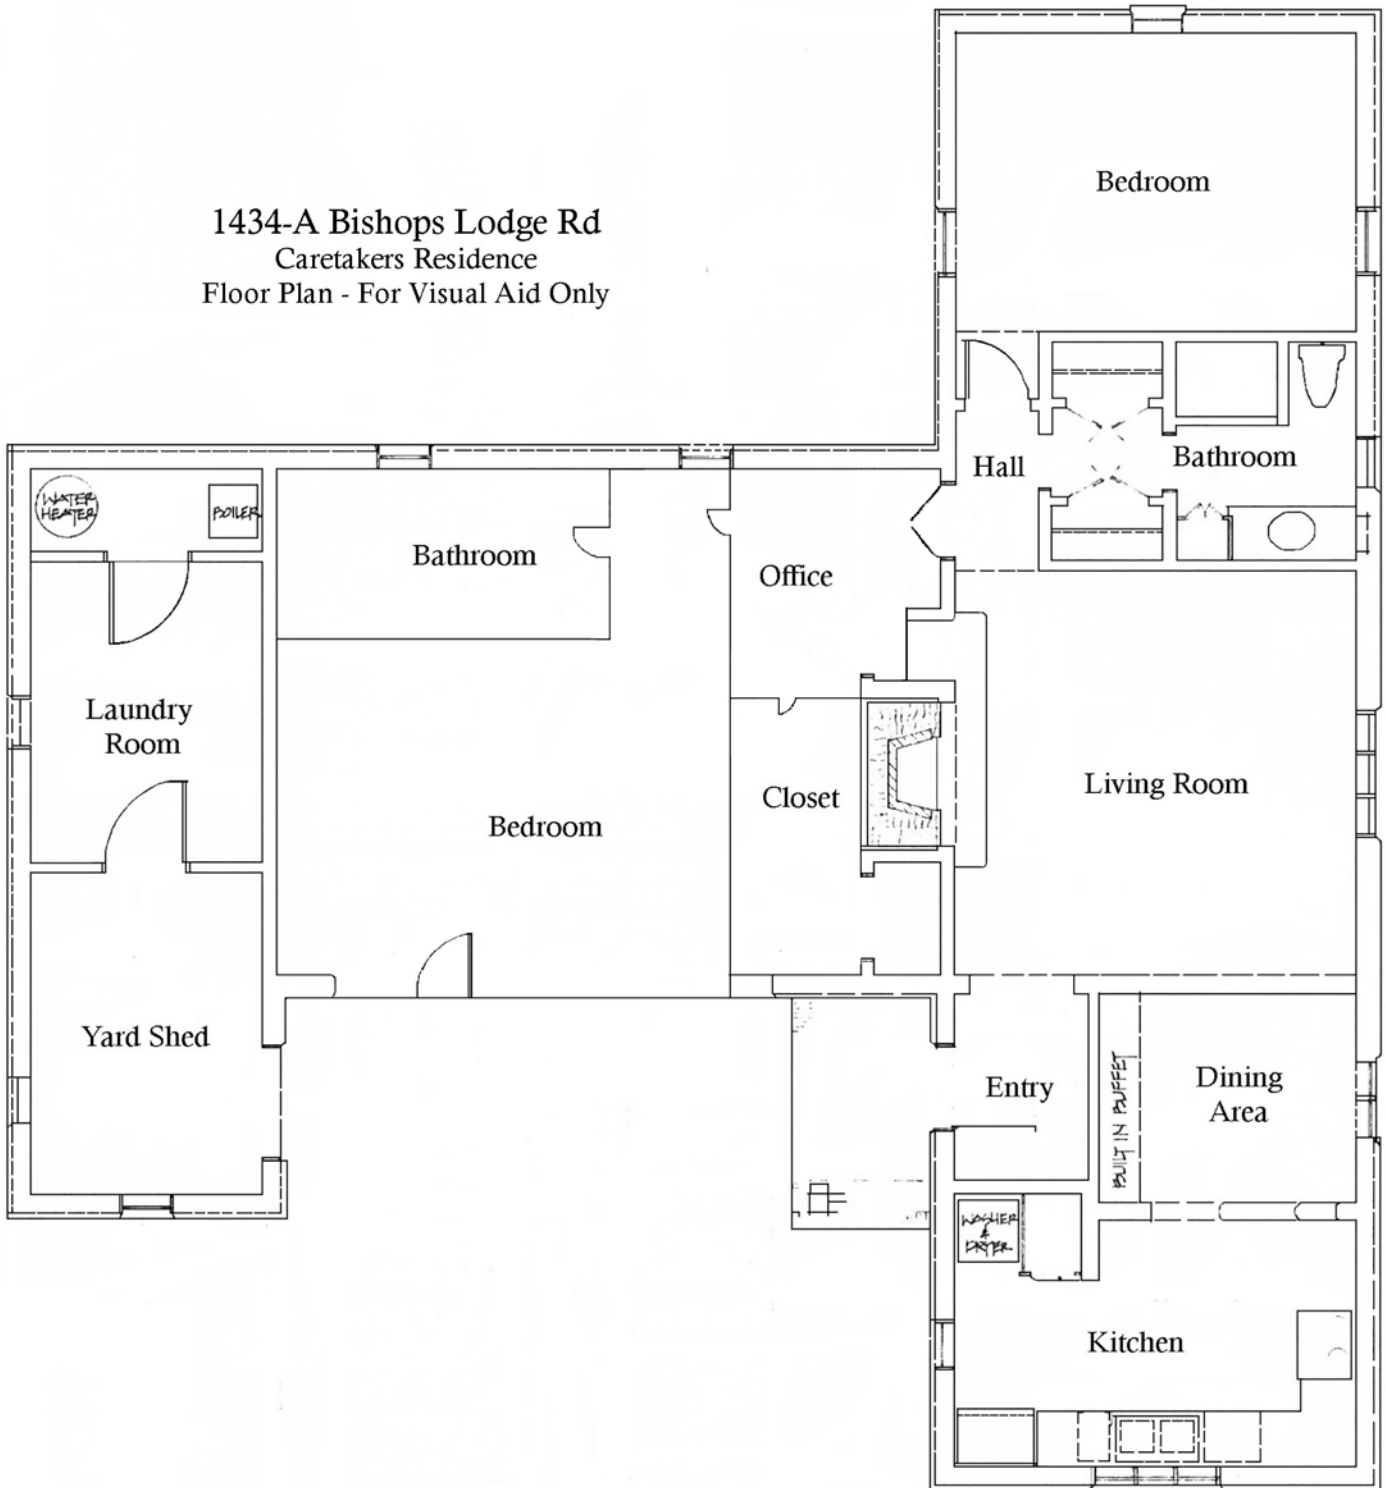 1434-A Bishops Lodge Rd
Caretakers Residence
Floor Plan - For Visual Aid Only
Bedroom
Hall
Bathroom
WATER
HEATER
BOILER
Bathroom
Office
Laundry
Room
Closet
Living Room
Bedroom
Yard Shed
Entry
BUILT IN BUFFET
Dining
Area
WASHER
&
DRYER
Kitchen